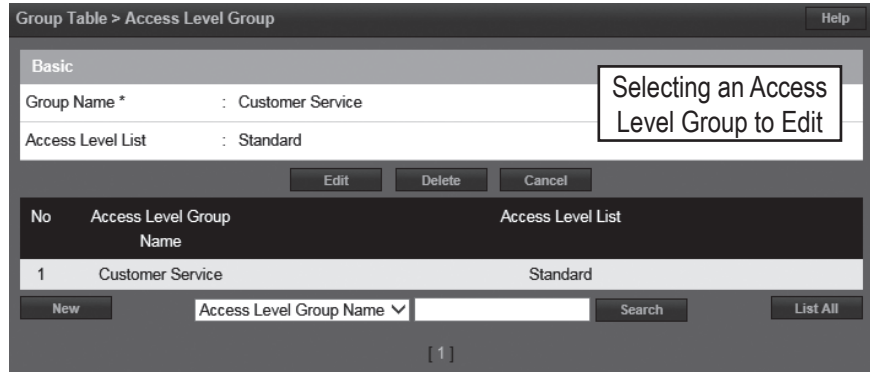 Group Table > Access Level Group Help
Basic
Group Name * : Customer Service
Access Level List : Standard
Selecting an Access
Level Group to Edit
Edit Delete Cancel
No Access Level Group Access Level List
Name
1 Customer Service Standard
New Access Level Group Name Search List All
[ 1 ]